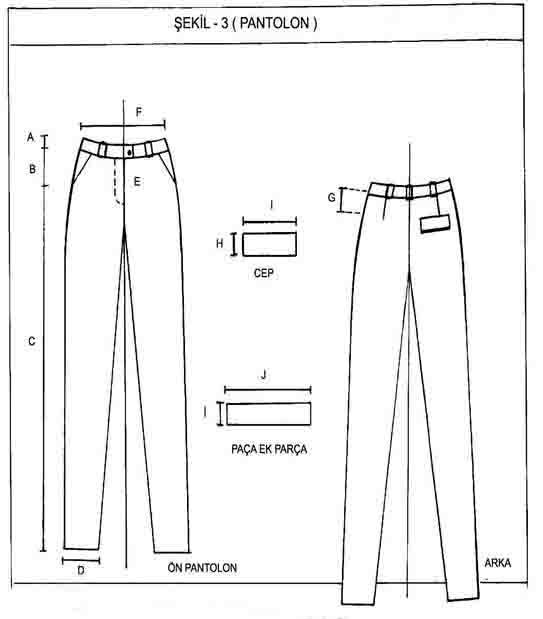 ŞEKİL - 3 ( PANTOLON )
F
A
B
E
G
I
H
CEP
C
J
I
PAÇA EK PARÇA
D
ÖN PANTOLON
ARKA